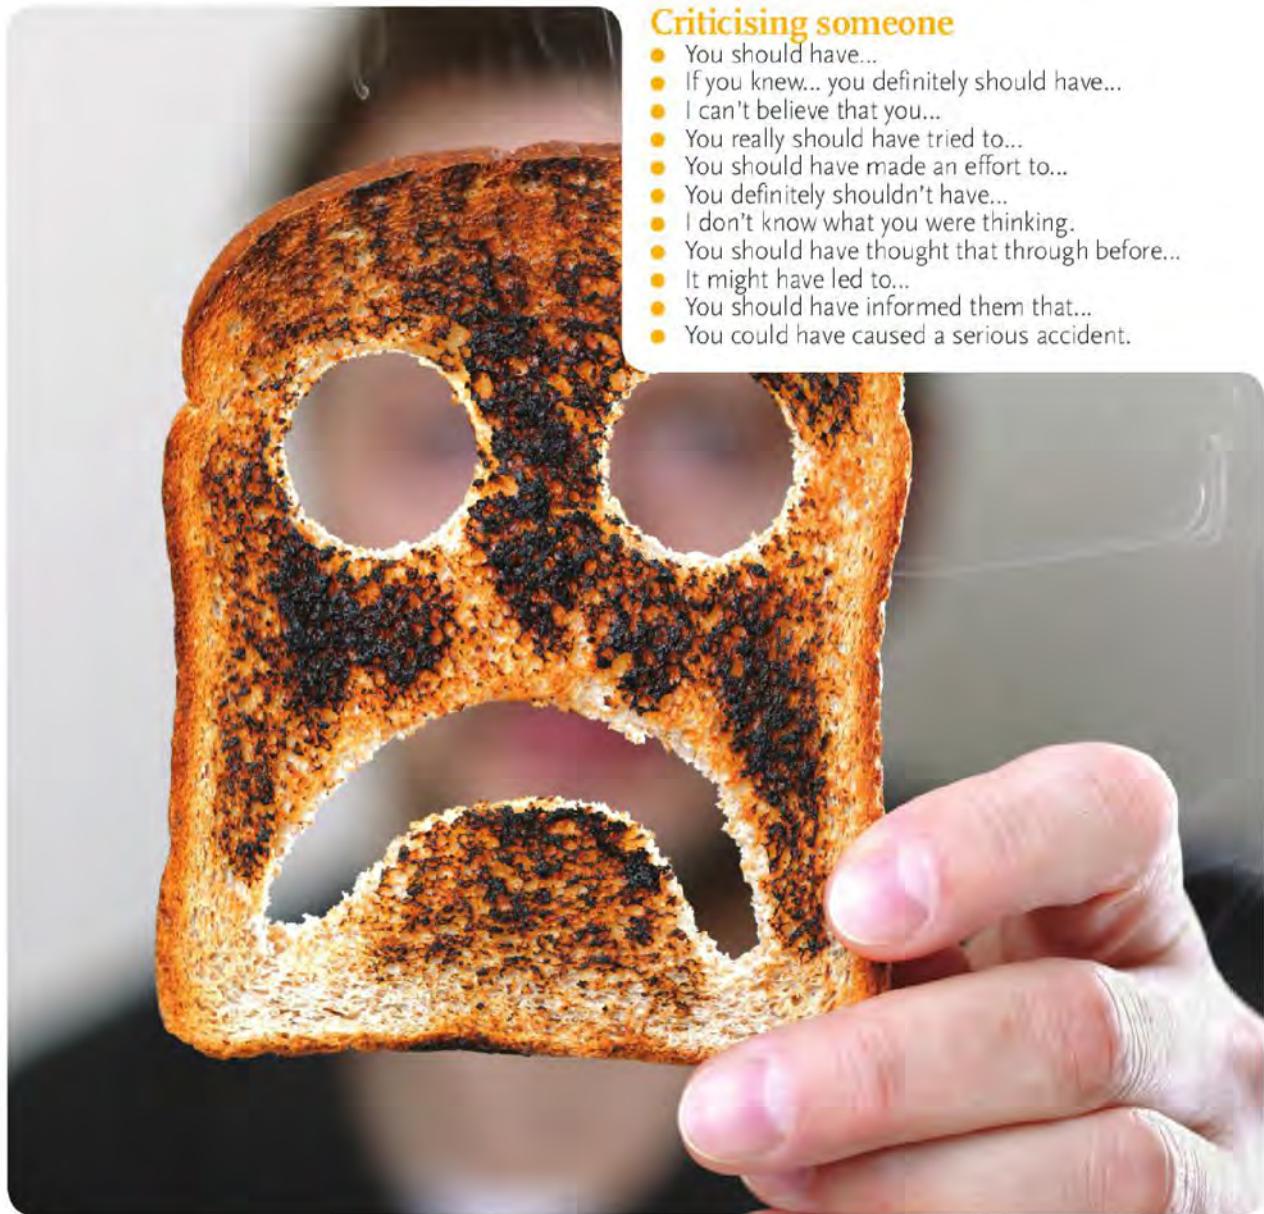 Criticising someone
• You should have...
• If you knew... you definitely should have...
• I can't believe that you...
• You really should have tried to...
• You should have made an effort to...
• You definitely shouldn't have...
• I don't know what you were thinking.
• You should have thought that through before...
• It might have led to...
• You should have informed them that...
• You could have caused a serious accident.